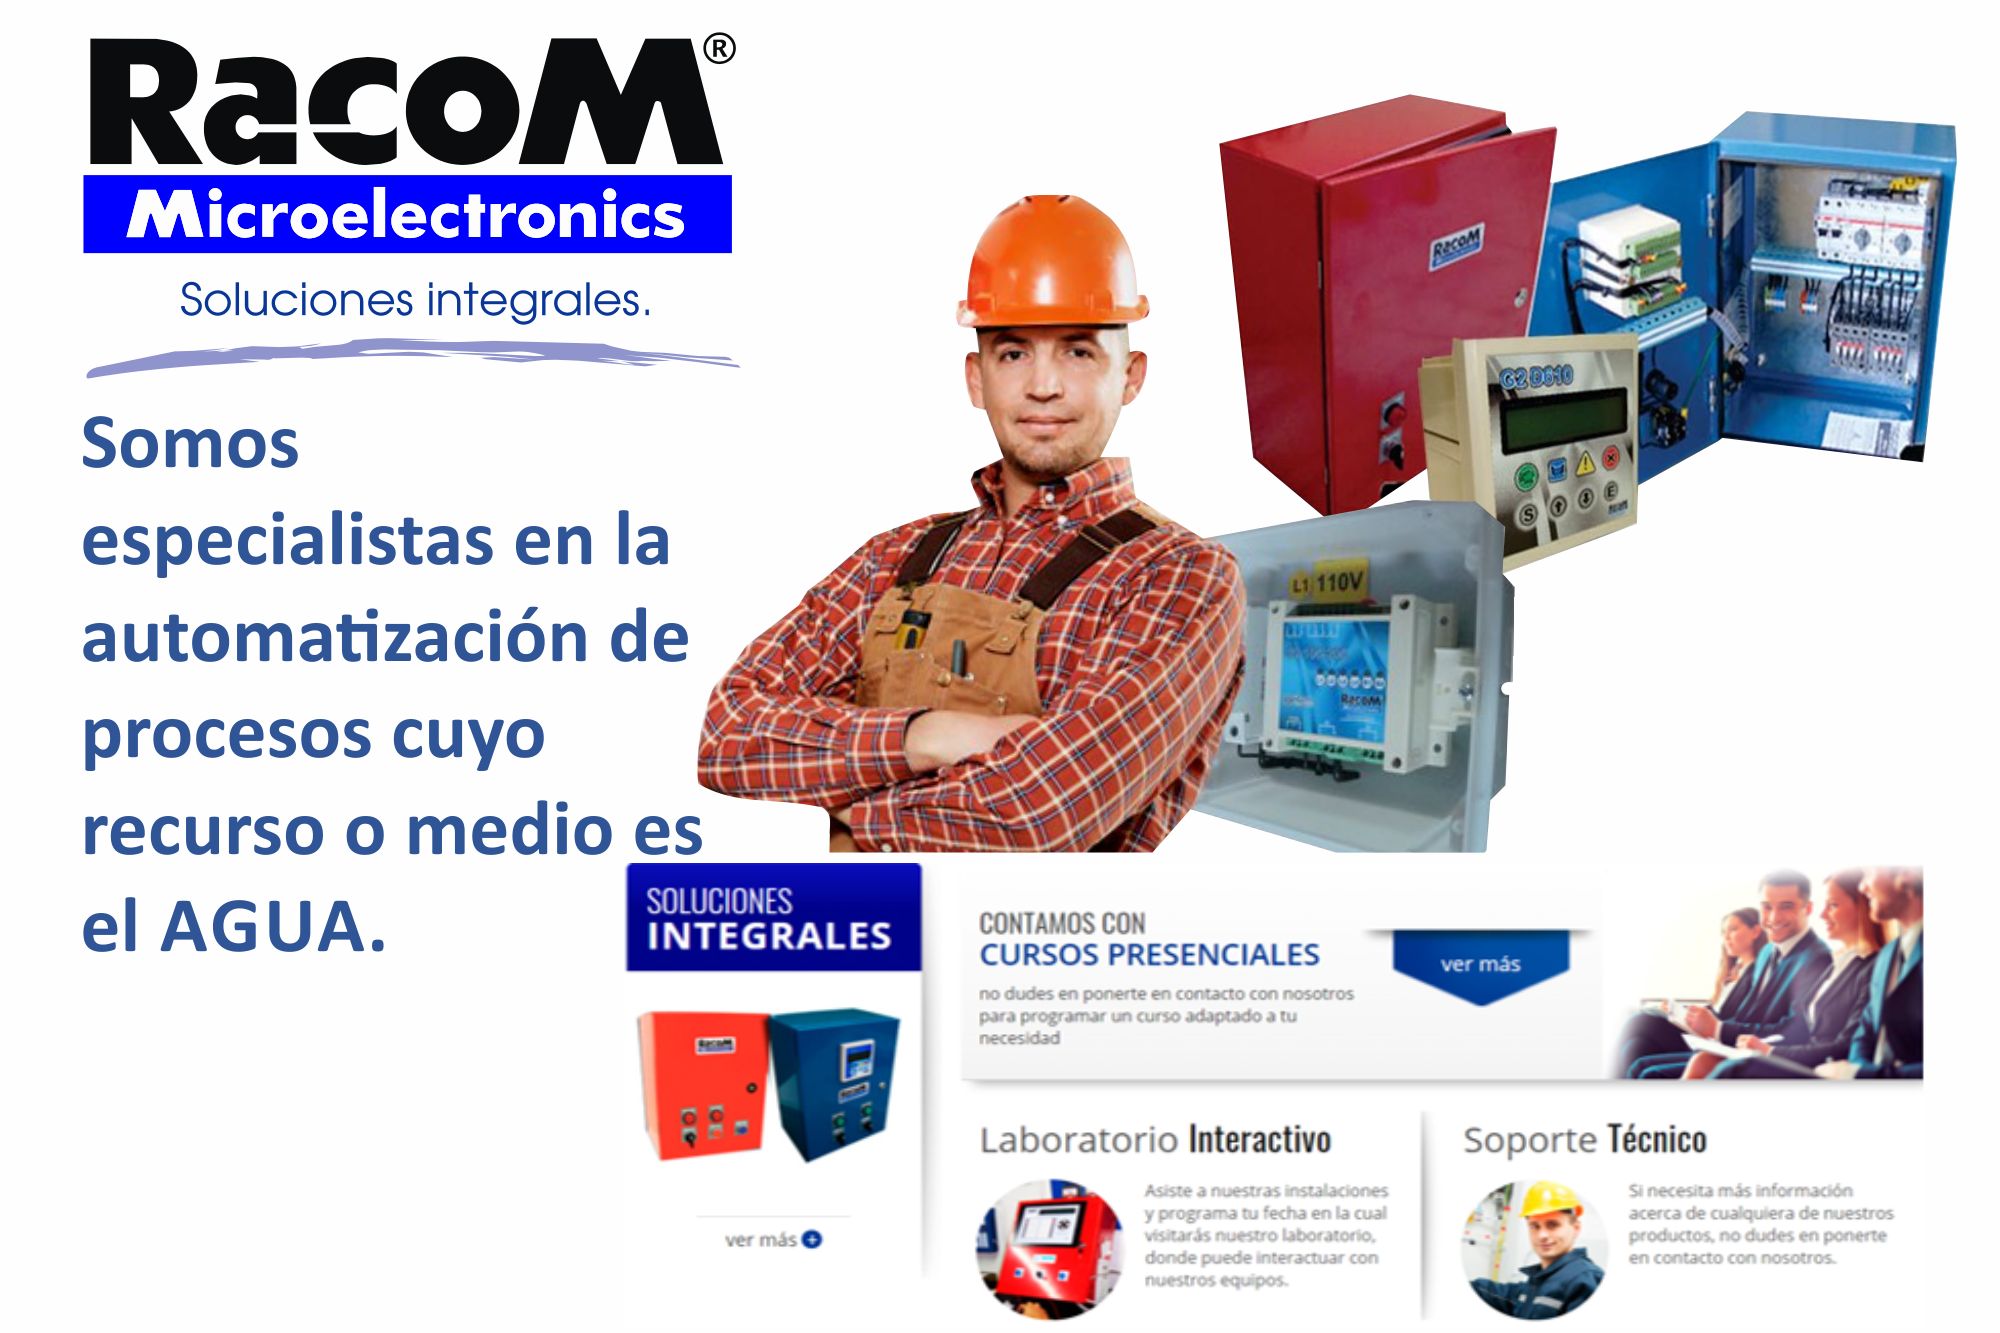 RacoM®
Microelectronics
Soluciones integrales.
Somos
especialistas en la
automatización de
procesos cuyo
recurso o medio es
el AGUA.
RacoM
G2 D610
S
E
L1 110V
RacoM
SOLUCIONES
INTEGRALES
RacoM
ver más
CONTAMOS CON
CURSOS PRESENCIALES
no dudes en ponerte en contacto con nosotros
para programar un curso adaptado a tu
necesidad
ver más
Laboratorio Interactivo
Asiste a nuestras instalaciones
y programa tu fecha en la cual
visitarás nuestro laboratorio,
donde puede interactuar con
nuestros equipos.
Soporte Técnico
Si necesita más información
acerca de cualquiera de nuestros
productos, no dudes en ponerte
en contacto con nosotros.